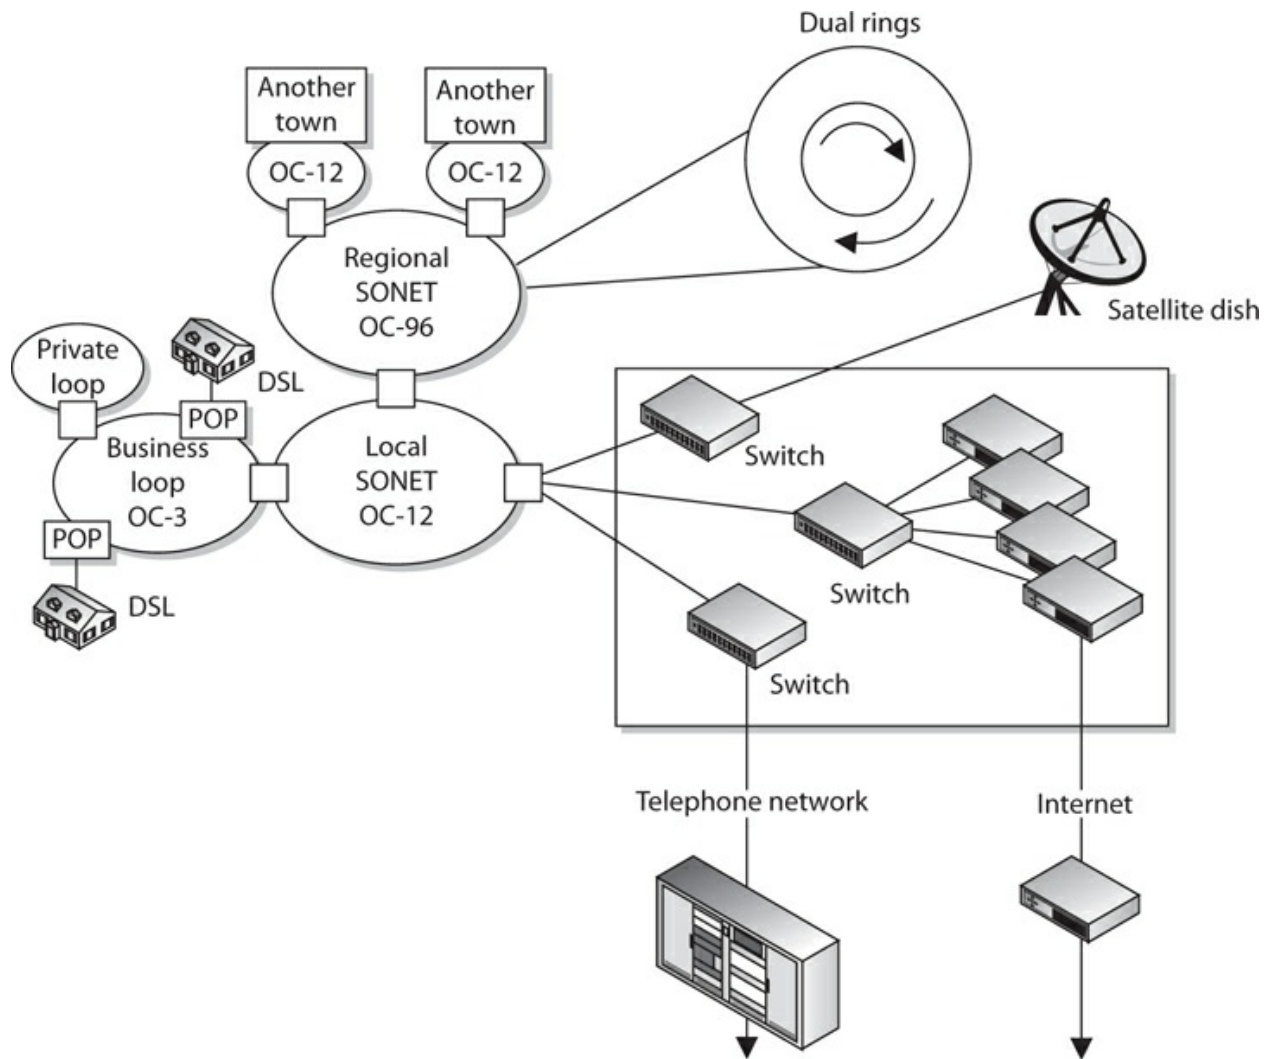 Dual rings
Another
town
Another
town
OC-12
OC-12
Regional
SONET
OC-96
Satellite dish
Private
loop
DSL
POP
Business
loop
OC-3
Local
SONET
OC-12
Switch
POP
Switch
DSL
Switch
Telephone network
Internet